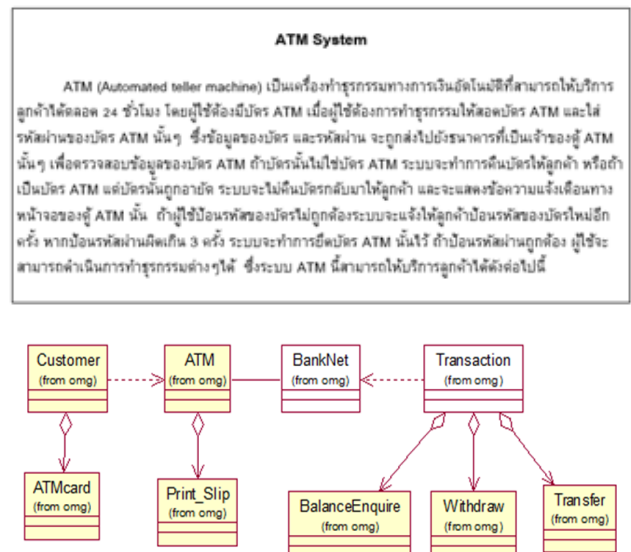 ATM System
ATM (Automated teller machine) เป็นเครื่องทำธุรกรรมทางการเงินอัตโนมัติที่สามารถให้บริการ
ลูกค้าได้ตลอด 24 ชั่วโมง โดยผู้ใช้ต้องมีบัตร ATM เมื่อผู้ใช้ต้องการทำธุรกรรมให้สอดบัตร ATM และใส่
รหัสผ่านของบัตร ATM นั้นๆ ซึ่งข้อมูลของบัตร และรหัสผ่าน จะถูกส่งไปยังธนาคารที่เป็นเจ้าของตู้ ATM
นั้นๆ เพื่อตรวจสอบข้อมูลของบัตร ATM ถ้าบัตรนั้นไม่ใช่บัตร ATM ระบบจะทำการคืนบัตรให้ลูกค้า หรือถ้า
เป็นบัตร ATM แต่บัตรนั้นถูกอายัด ระบบจะไม่คืนบัตรกลับมาให้ลูกค้า และจะแสดงข้อความแจ้งเตือนทาง
หน้าจอของตู้ ATM นั้น ถ้าผู้ใช้ป้อนรหัสของบัตรไม่ถูกต้องระบบจะแจ้งให้ลูกค้าป้อนรหัสของบัตรใหม่อีก
ครั้ง หากป้อนรหัสผ่านผิดเกิน 3 ครั้ง ระบบจะทำการยึดบัตร ATM นั้นไว้ ถ้าป้อนรหัสผ่านถูกต้อง ผู้ใช้จะ
สามารถดำเนินการทำธุรกรรมต่างๆได้ ซึ่งระบบ ATM นี้สามารถให้บริการลูกค้าได้ดังต่อไปนี้
Customer
(from omg)
ATM
(from omg)
BankNet
(from omg)
Transaction
(from omg)
ATMcard
(from omg)
Print_Slip
(from omg)
BalanceEnquire
(from omg)
Withdraw
(from omg)
Transfer
(from omg)